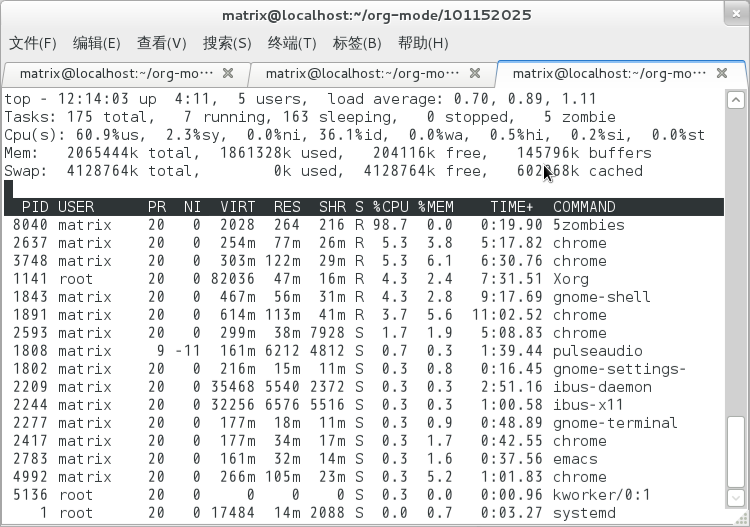 matrix@localhost:~/org-mode/101152025
文件(F) 编辑(E) 查看(V) 搜索(S) 终端(T) 标签(B) 帮助(H)
matrix@localhost:~/org-mo··· matrix@localhost:~/org-mo··· matrix@localhost:~/org-mo···
top - 12:14:03 up  4:11,  5 users,  load average: 0.70, 0.89, 1.11
Tasks: 175 total,   7 running, 163 sleeping,   0 stopped,   5 zombie
Cpu(s): 60.9%us,  2.3%sy,  0.0%ni, 36.1%id,  0.0%wa,  0.5%hi,  0.2%si,  0.0%st
Mem:   2065444k total,  1861328k used,   204116k free,   145796k buffers
Swap:  4128764k total,        0k used,  4128764k free,   cached
PID USER      PR  NI  VIRT  RES  SHR S %CPU %MEM    TIME+  COMMAND
8040 matrix    20   0  2028  264  216 R 98.7  0.0   0:19.90 5zombies
2637 matrix    20   0  254m  77m  26m R  5.3  3.8   5:17.82 chrome
3748 matrix    20   0  303m 122m  29m R  5.3  6.1   6:30.76 chrome
1141 root      20   0 82036  47m  16m R  4.3  2.4   7:31.51 Xorg
1843 matrix    20   0  467m  56m  31m R  4.3  2.8   9:17.69 gnome-shell
1891 matrix    20   0  614m 113m  41m R  3.7  5.6  11:02.52 chrome
2593 matrix    20   0  299m  38m 7928 S  1.7  1.9   5:08.83 chrome
1808 matrix     9 -11  161m 6212 4812 S  0.7  0.3   1:39.44 pulseaudio
1802 matrix    20   0  216m  15m  11m S  0.3  0.8   0:16.45 gnome-settings-
2209 matrix    20   0 35468 5540 2372 S  0.3  0.3   2:51.16 ibus-daemon
2244 matrix    20   0 32256 6576 5516 S  0.3  0.3   1:00.58 ibus-x11
2277 matrix    20   0  177m  18m  11m S  0.3  0.9   0:48.89 gnome-terminal
2417 matrix    20   0  177m  34m  17m S  0.3  1.7   0:42.55 chrome
2783 matrix    20   0  161m  32m  14m S  0.3  1.6   0:37.56 emacs
4992 matrix    20   0  266m 105m  23m S  0.3  5.2   1:01.83 chrome
5136 root      20   0     0    0    0 S  0.3  0.0   0:00.96 kworker/0:1
1 root      20   0 17484  14m 2088 S  0.0  0.7   0:03.27 systemd